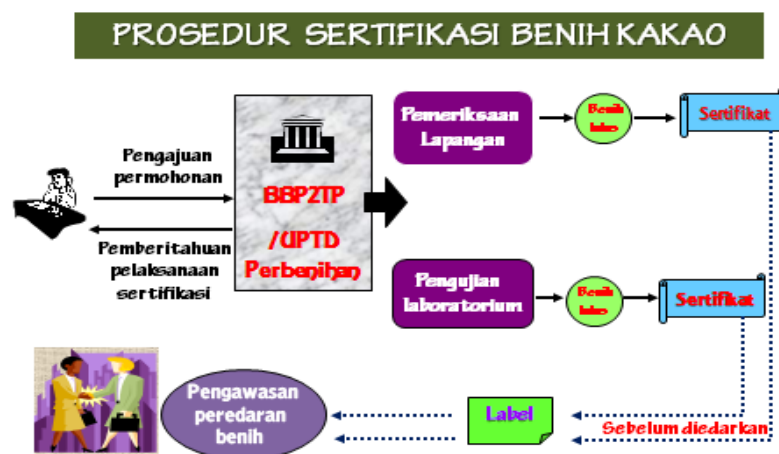 PROSEDUR SERTIFIKASI BENIH KAKAO
Pengajuan
permohonan
Pemberitahuan
pelaksanaan
sertifikasi
BBP2TP
/UPTD
Perbenihan
Pemeriksaan
Lapangan
Benih
lulus
Sertifikat
Pengujian
laboratorium
Benih
lulus
Sertifikat
Sebelum diedarkan
Label
Pengawasan
peredaran
benih